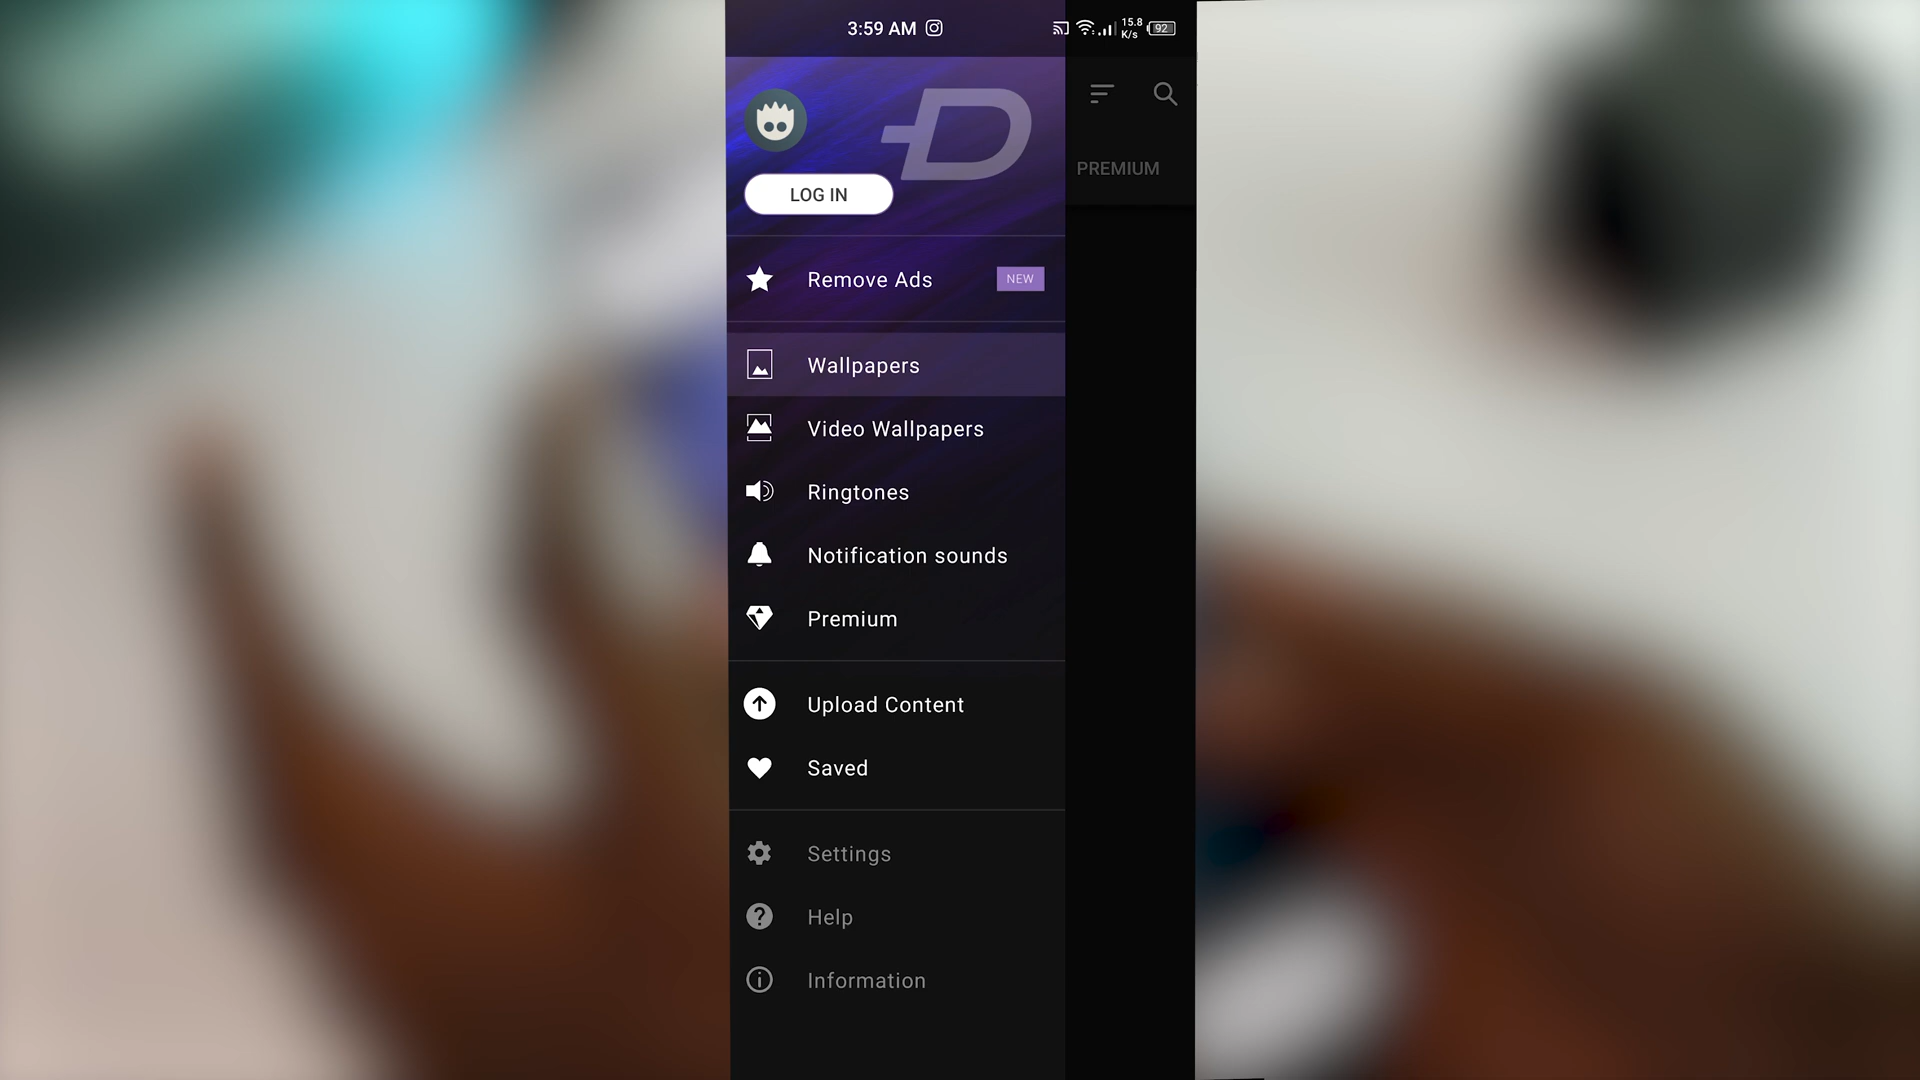 3:59 AM
15.8
K/s
92
PREMIUM
LOG IN
Remove Ads
NEW
Wallpapers
Video Wallpapers
Ringtones
Notification sounds
Premium
Upload Content
Saved
Settings
Help
Information